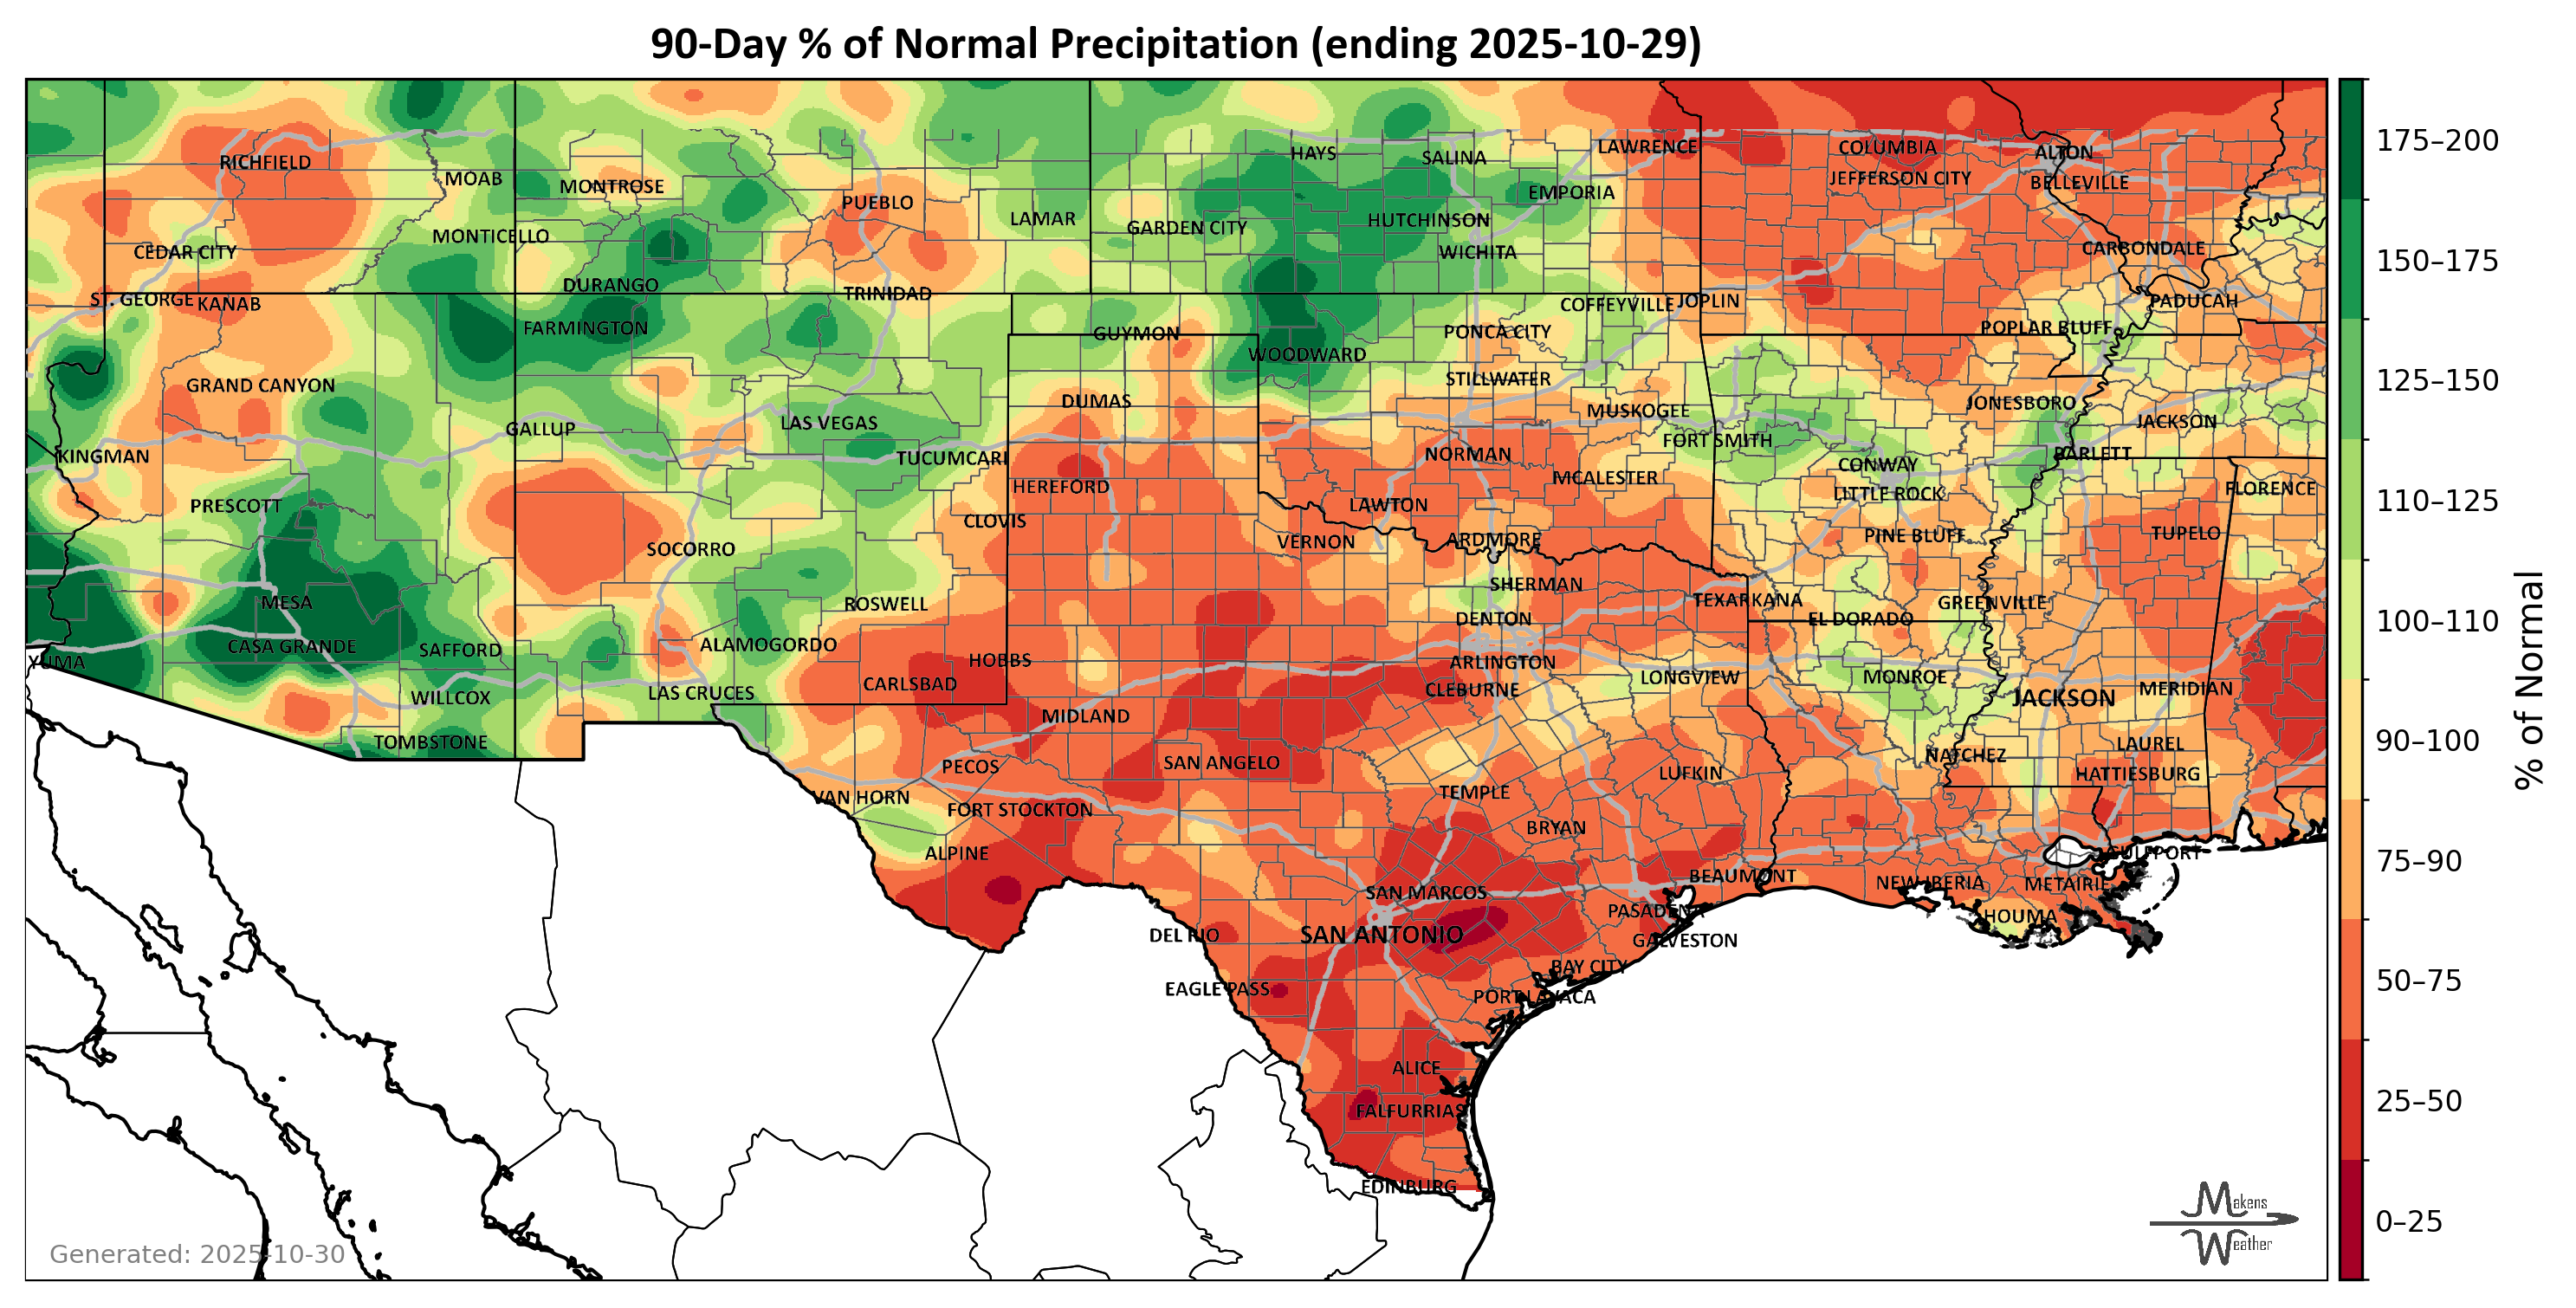 90-Day % of Normal Precipitation (ending 2025-10-29)
HAYS
SALINA
LAWRENCE
COLUMBIA
ALTON
RICHFIELD
MOAB
MONTROSE
EMPORIA
JEFFERSON CITY
BELLEVILLE
PUEBLO
LAMAR
GARDEN CITY
HUTCHINSON
MONTICELLO
CEDAR CITY
WICHITA
CARBONDALE
DURANGO
TRINIDAD
ST. GEORGE
KANAB
COFFEYVILLE
JOPLIN
PADUCAH
FARMINGTON
GUYMON
PONCA CITY
POPLAR BLUFF
WOODWARD
GRAND CANYON
STILLWATER
DUMAS
MUSKOGEE
JONESBORO
GALLUP
LAS VEGAS
JACKSON
FORT SMITH
KINGMAN
TUCUMCARI
NORMAN
CONWAY
BARLETT
HEREFORD
MCALESTER
LITTLE ROCK
FLORENCE
PRESCOTT
LAWTON
CLOVIS
SOCORRO
VERNON
ARDMORE
PINE BLUFF
TUPELO
MESA
ROSWELL
SHERMAN
TEXARKANA
GREENVILLE
DENTON
EL DORADO
CASA GRANDE
SAFFORD
ALAMOGORDO
YUMA
HOBBS
ARLINGTON
WILLCOX
LAS CRUCES
CARLSBAD
CLEBURNE
LONGVIEW
MONROE
JACKSON
MERIDIAN
MIDLAND
TOMBSTONE
PECOS
SAN ANGELO
LUFKIN
NATCHEZ
LAUREL
HATTIESBURG
VAN HORN
FORT STOCKTON
TEMPLE
BRYAN
ALPINE
GULFPORT
SAN MARCOS
BEAUMONT
NEW IBERIA
METAIRIE
PASADENA
HOUMA
DEL RIO
SAN ANTONIO
GALVESTON
BAY CITY
EAGLE PASS
PORT LAVACA
ALICE
FALFURRIAS
EDINBURG
175–200
150–175
125–150
110–125
100–110
90–100
75–90
50–75
25–50
0–25
% of Normal
Generated: 2025-10-30
Makens
Weather